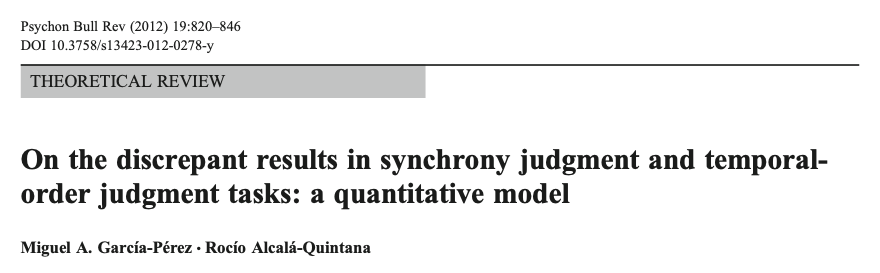 Psychon Bull Rev (2012) 19:820–846
DOI 10.3758/s13423-012-0278-y
THEORETICAL REVIEW
On the discrepant results in synchrony judgment and temporal-
order judgment tasks: a quantitative model
Miguel A. García-Pérez · Rocío Alcalá-Quintana